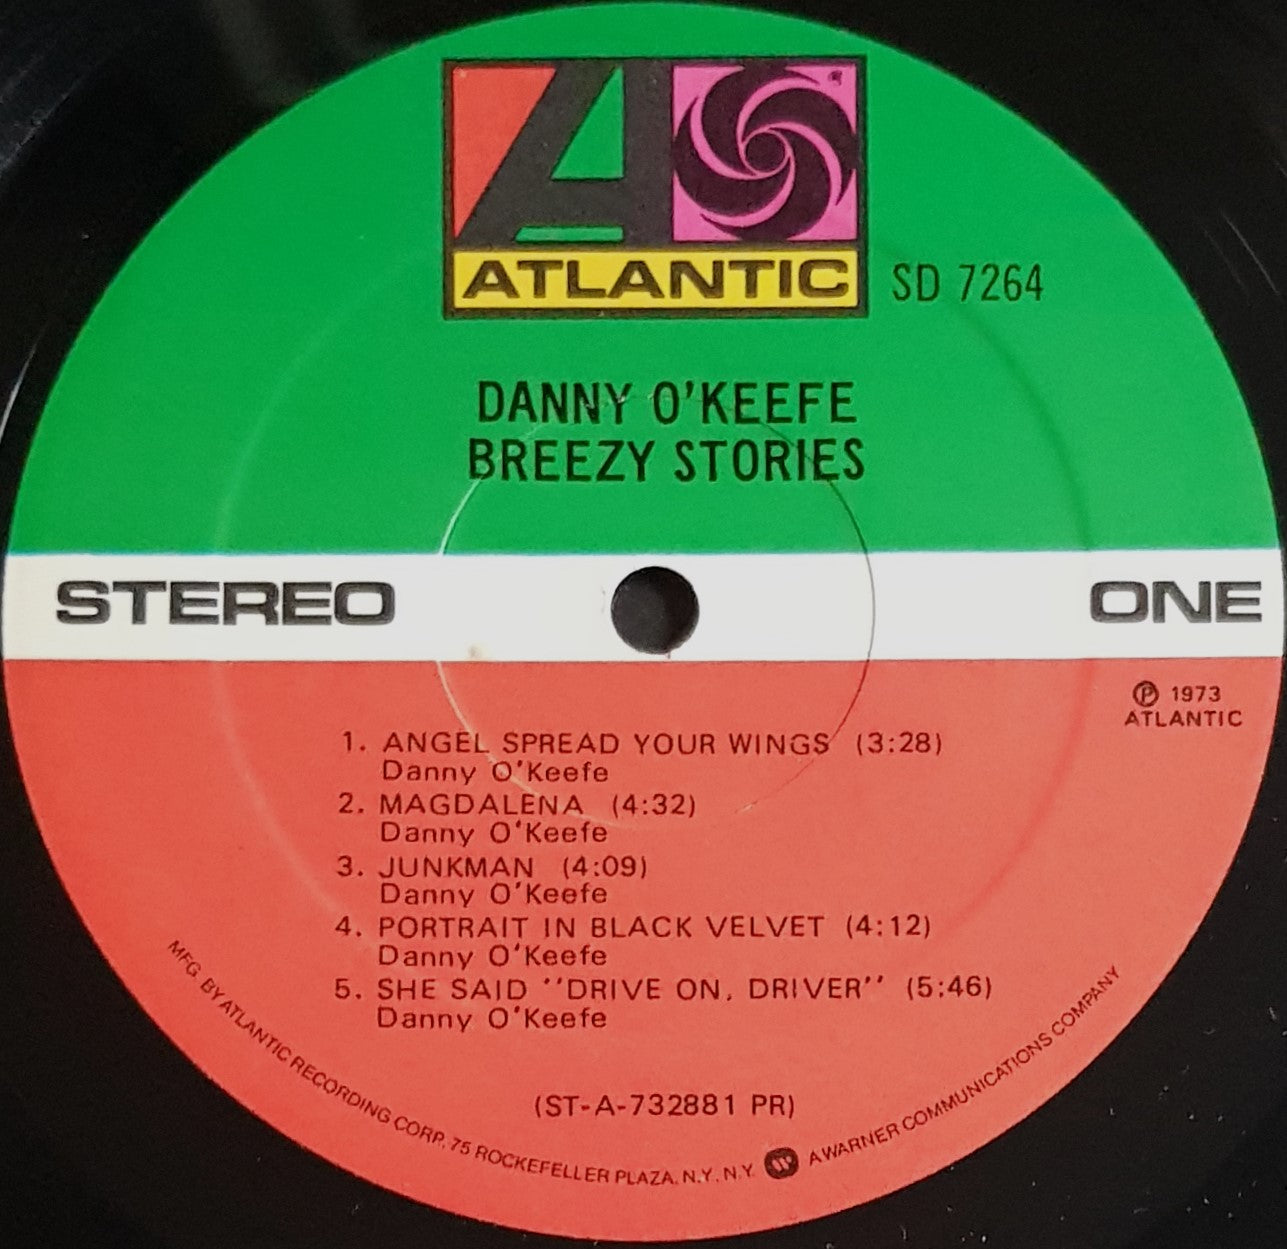 ATLANTIC
SD 7264
DANNY O'KEEFE
BREEZY STORIES
STEREO
ONE
Ⓟ 1973
ATLANTIC
1. ANGEL SPREAD YOUR WINGS (3:28)
Danny O'Keefe
2. MAGDALENA (4:32)
Danny O'Keefe
3. JUNKMAN (4:09)
Danny O'Keefe
4. PORTRAIT IN BLACK VELVET (4:12)
Danny O'Keefe
5. SHE SAID "DRIVE ON, DRIVER" (5:46)
Danny O'Keefe
(ST-A-732881 PR)
MFG. BY ATLANTIC RECORDING CORP. 75 ROCKEFELLER PLAZA, N.Y., N.Y. A WARNER COMMUNICATIONS COMPANY